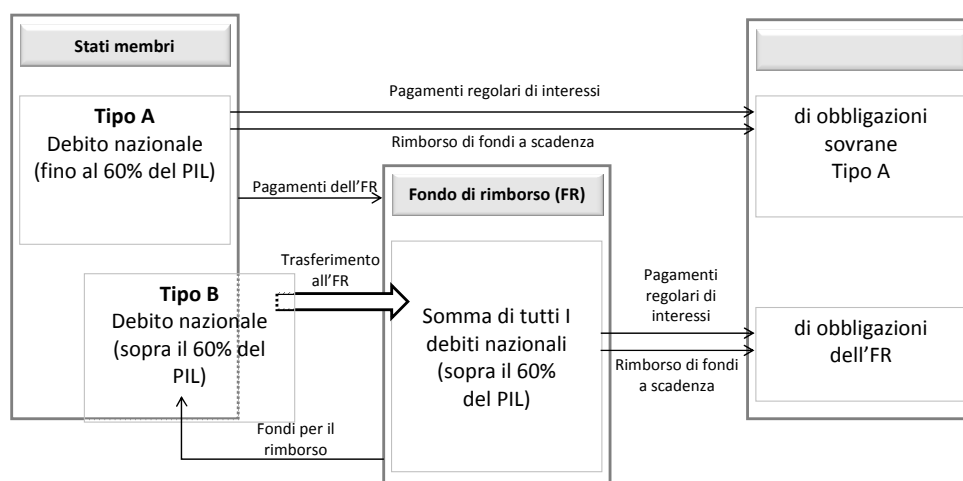 Stati membri
Tipo A
Debito nazionale
(fino al 60% del PIL)
Pagamenti regolari di interessi
Rimborso di fondi a scadenza
di obbligazioni
sovrane
Tipo A
Pagamenti dell'FR
Fondo di rimborso (FR)
Trasferimento
all'FR
Tipo B
Debito nazionale
(sopra il 60% del
PIL)
Somma di tutti I
debiti nazionali
(sopra il 60%
del PIL)
Pagamenti
regolari di
interessi
Rimborso di fondi
a scadenza
di obbligazioni
dell'FR
Fondi per il
rimborso